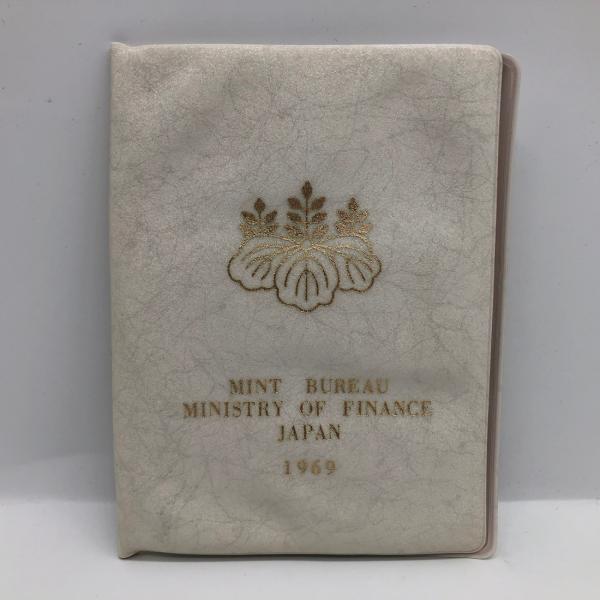 MINT BUREAU
MINISTRY OF FINANCE
JAPAN
1969